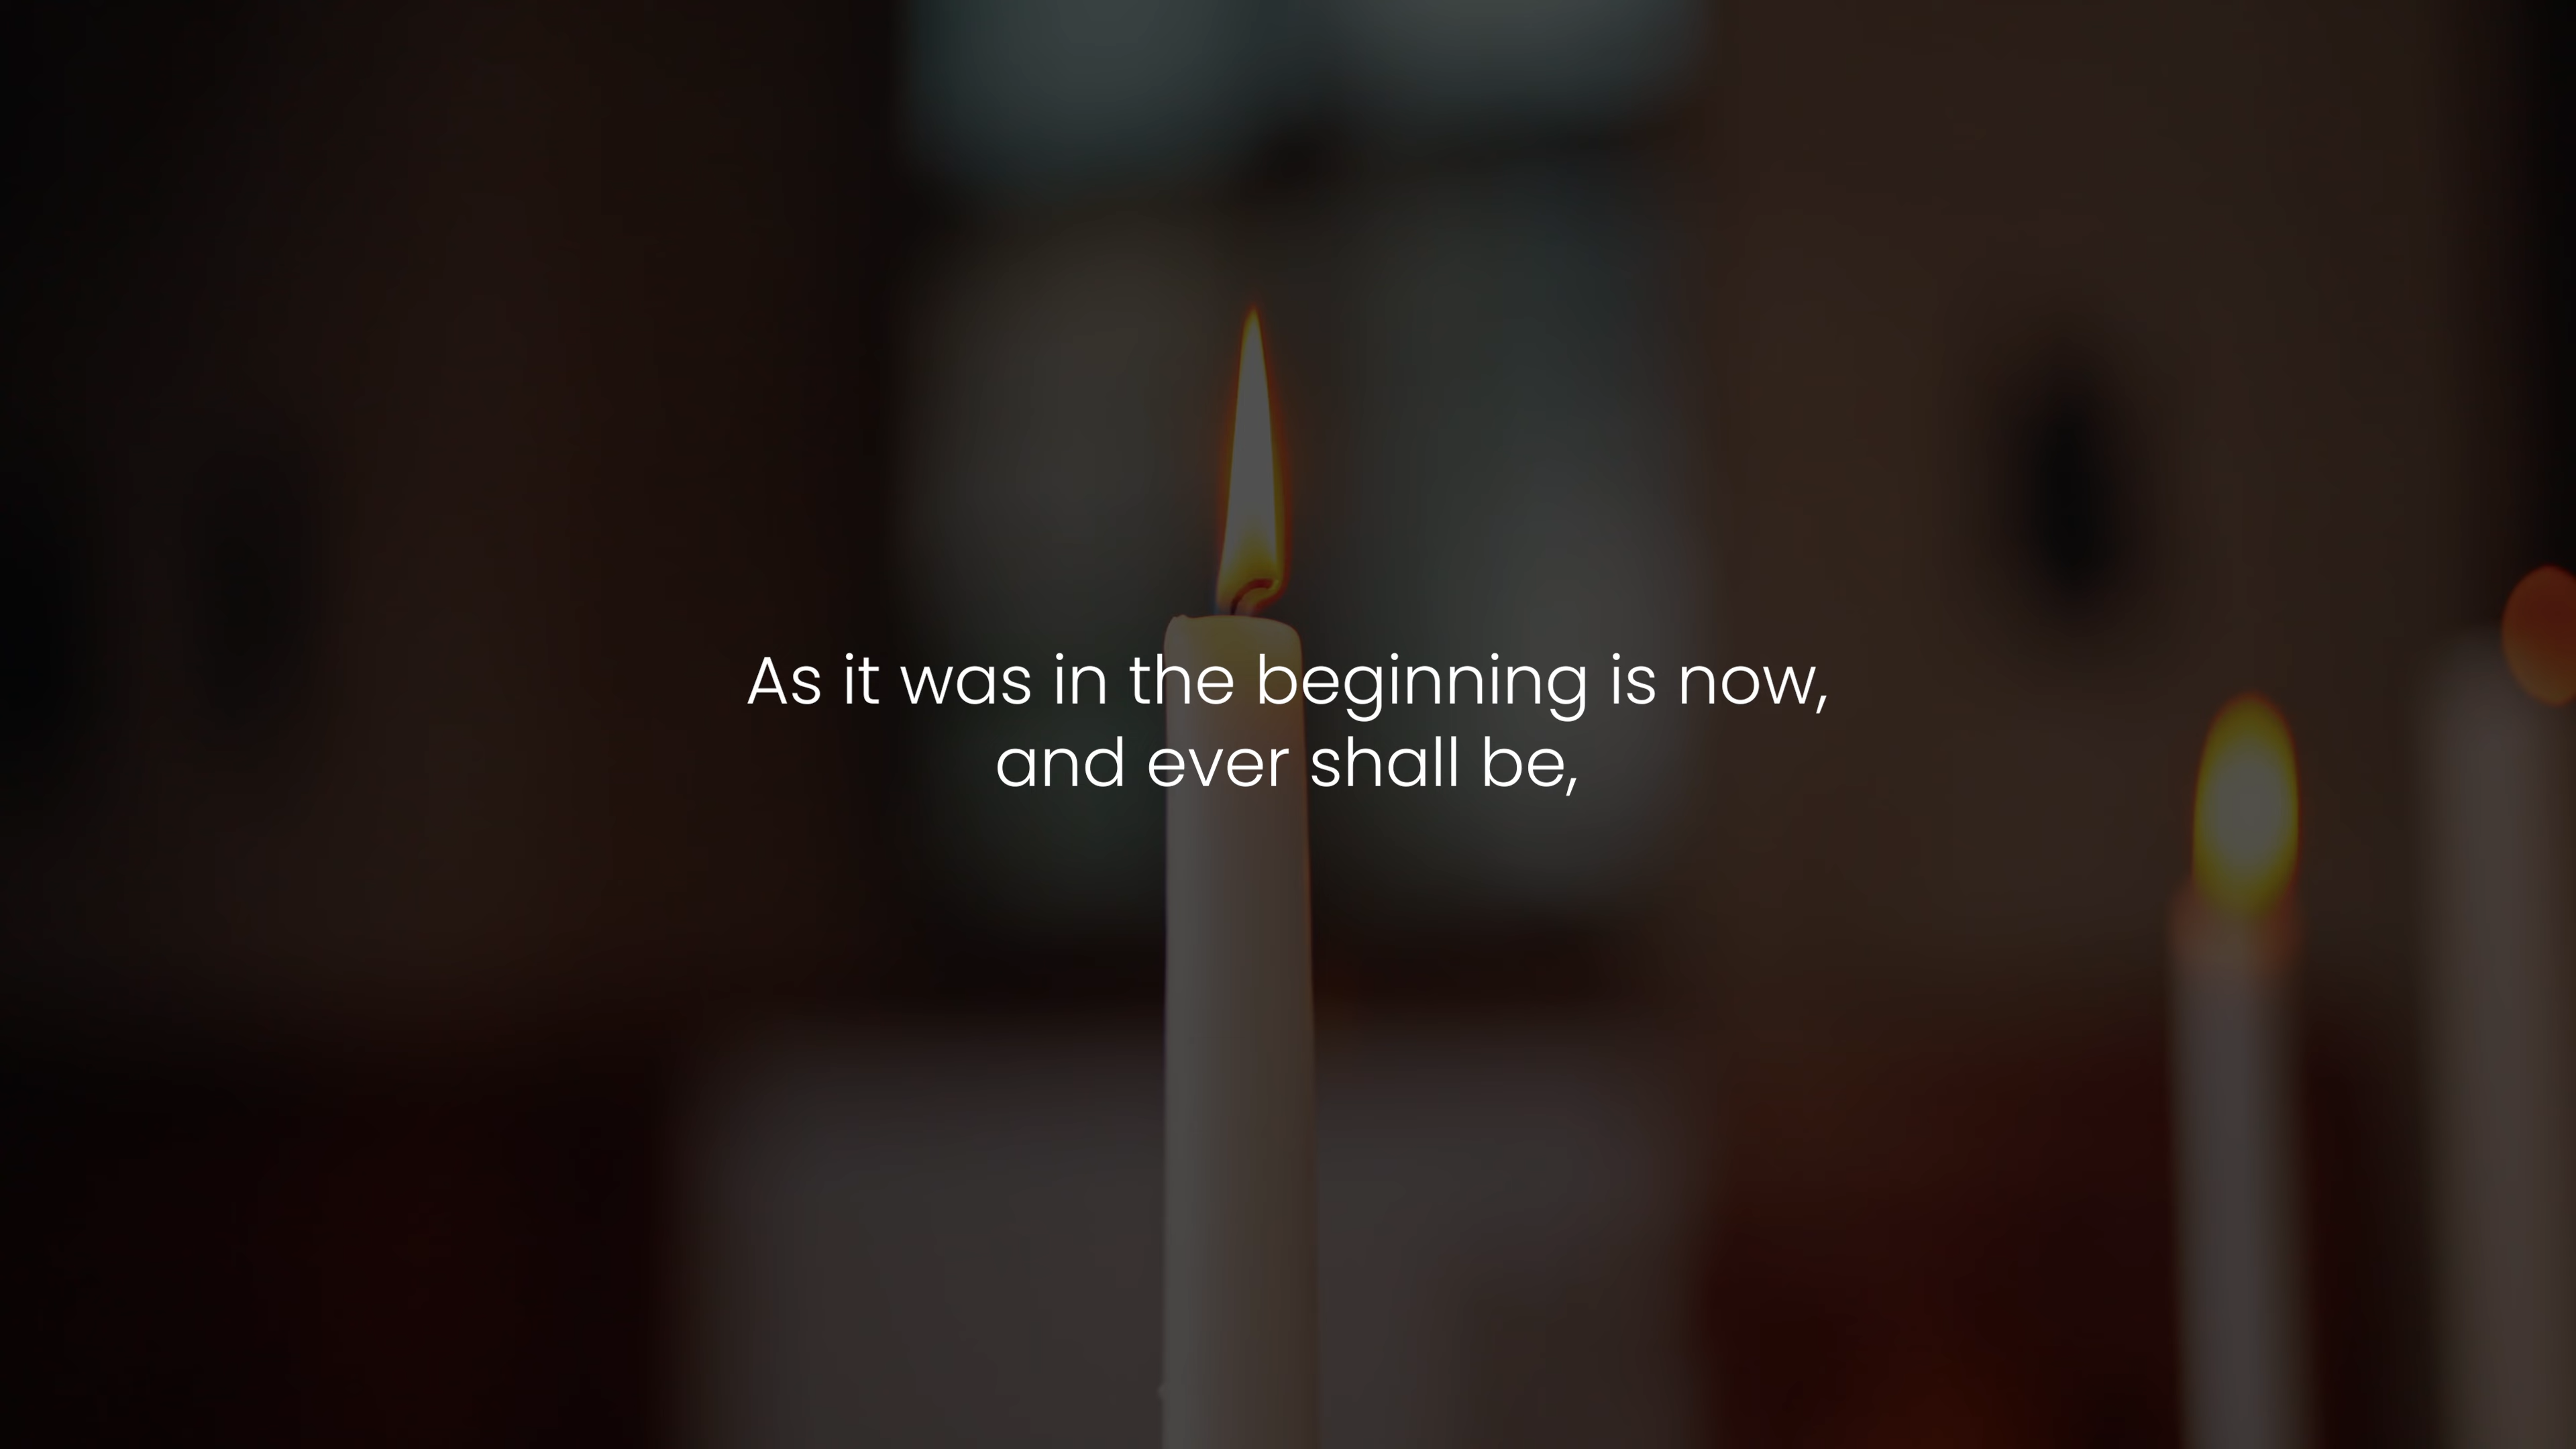 As it was in the beginning is now,
and ever shall be,